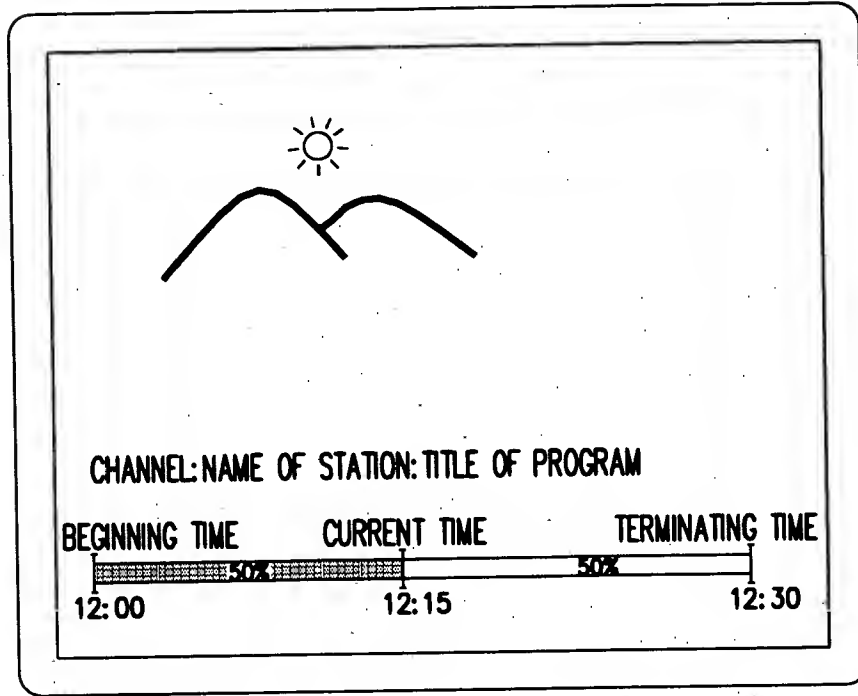 CHANNEL:NAME OF STATION:TITLE OF PROGRAM
BEGINNING TIME CURRENT TIME TERMINATING TIME
50% 50%
12:00 12:15 12:30